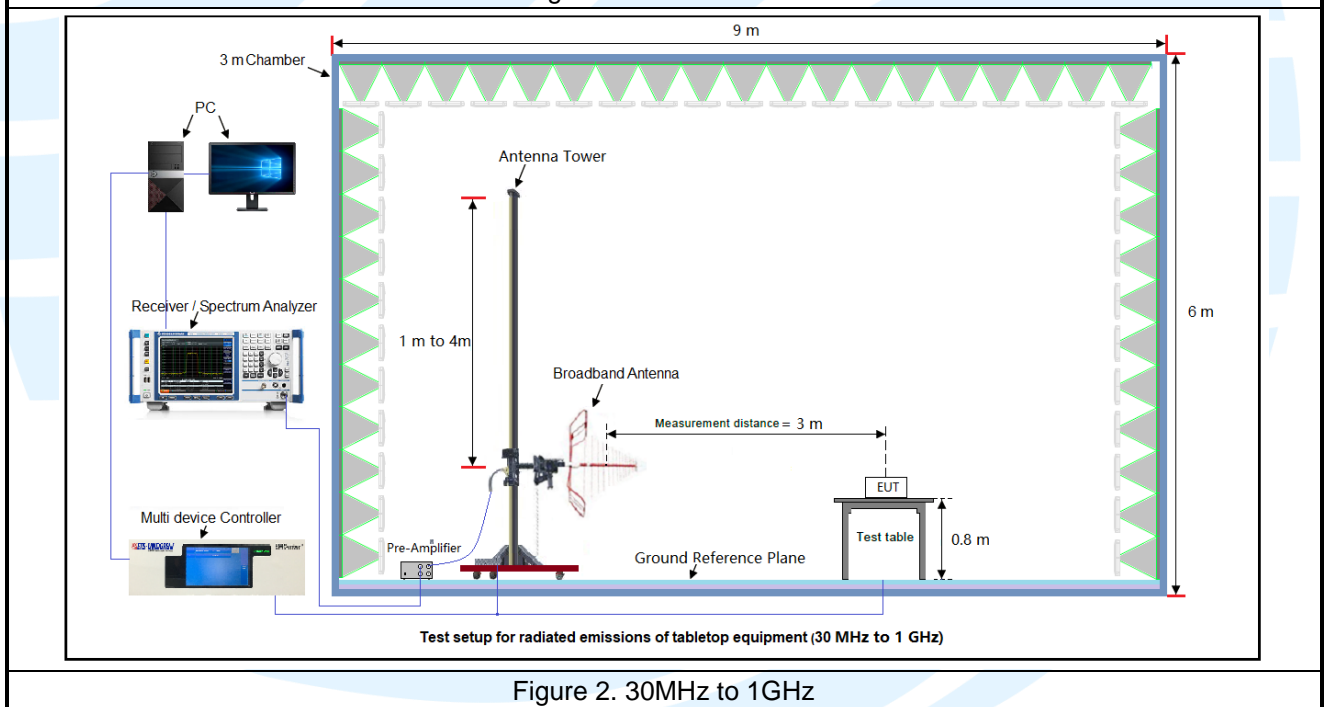 9 m
3 m Chamber
PC
Antenna Tower
Receiver / Spectrum Analyzer
6 m
1 m to 4m
Broadband Antenna
Measurement distance = 3 m
EUT
Multi device Controller
Pre-Amplifier
Test table
0.8 m
Ground Reference Plane
Test setup for radiated emissions of tabletop equipment (30 MHz to 1 GHz)
Figure 2. 30MHz to 1GHz